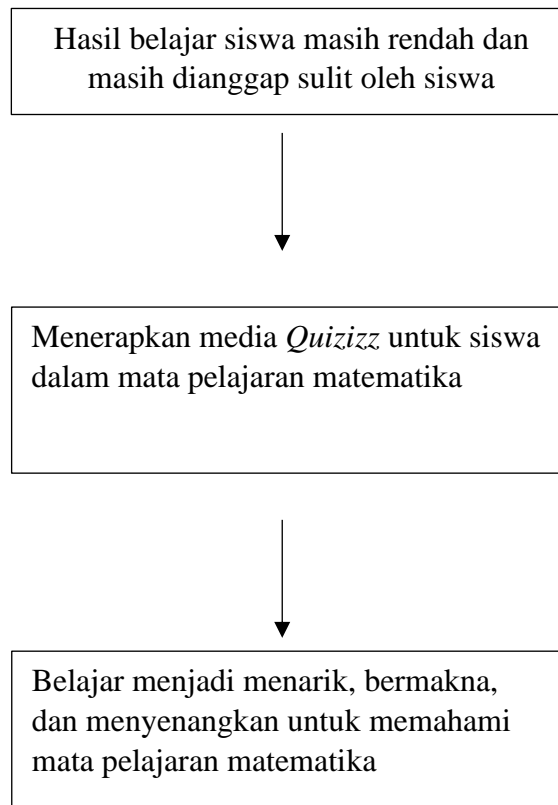 Hasil belajar siswa masih rendah dan
masih dianggap sulit oleh siswa
Menerapkan media Quizizz untuk siswa
dalam mata pelajaran matematika
Belajar menjadi menarik, bermakna,
dan menyenangkan untuk memahami
mata pelajaran matematika